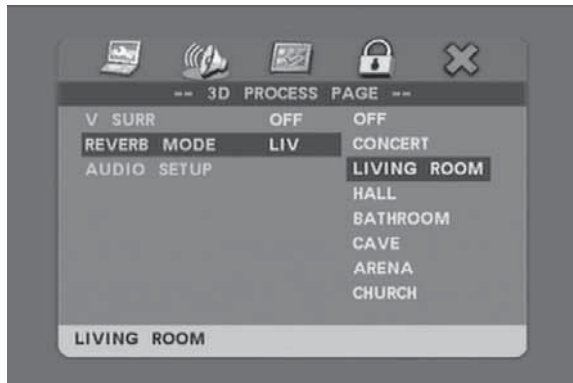 -- 3D PROCESS PAGE --
V SURR OFF OFF
REVERB MODE LIV CONCERT
AUDIO SETUP LIVING ROOM
HALL
BATHROOM
CAVE
ARENA
CHURCH
LIVING ROOM